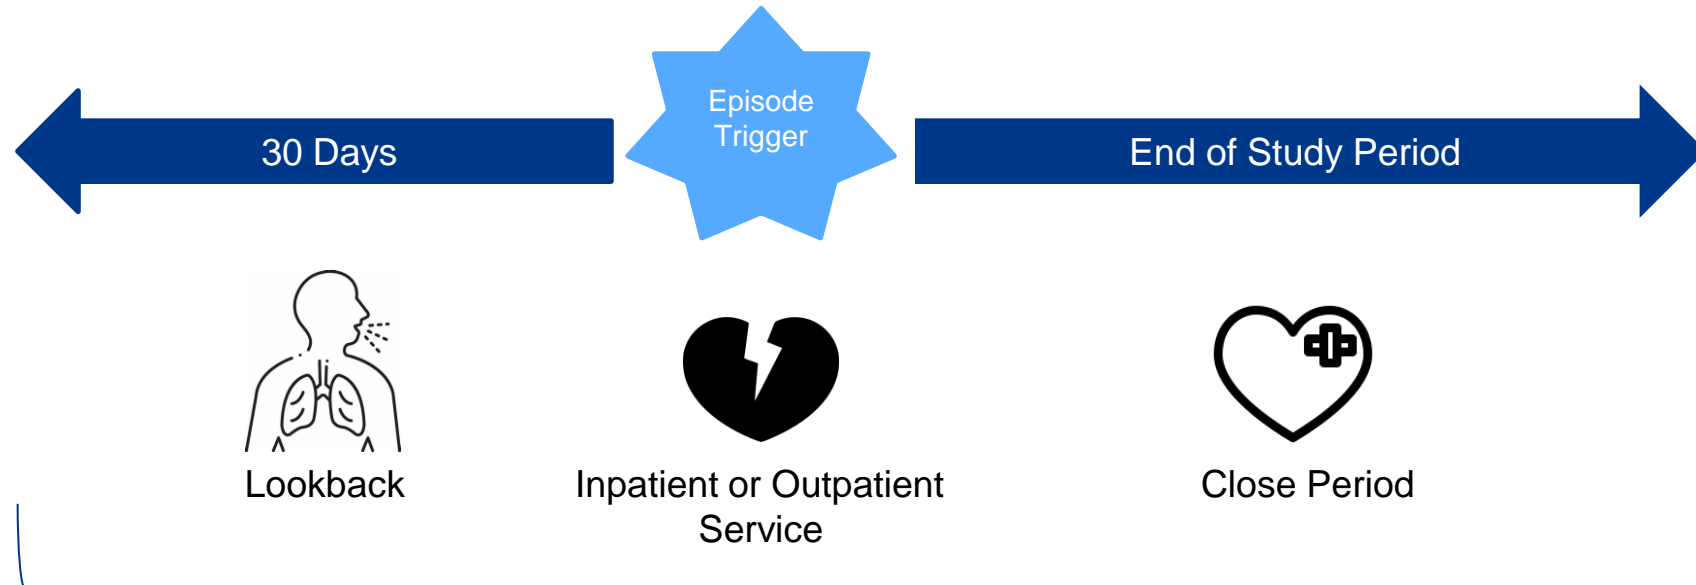 Episode
Trigger
30 Days
End of Study Period
Lookback
Inpatient or Outpatient
Service
Close Period